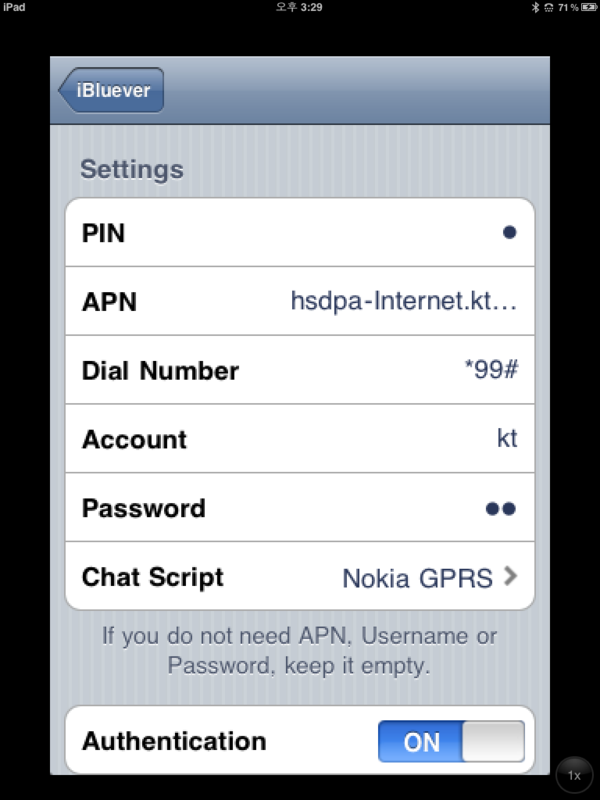 iPad
오후 3:29
71%
iBluever
Settings
PIN
APN hsdpa-Internet.kt...
Dial Number *99#
Account kt
Password
Chat Script Nokia GPRS
If you do not need APN, Username or
Password, keep it empty.
Authentication ON
1x